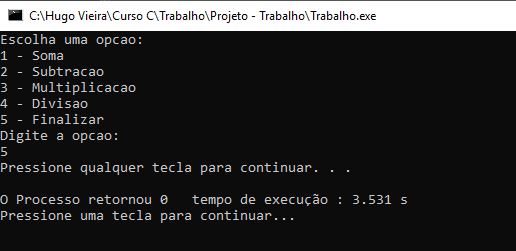 C:\Hugo Vieira\Curso C\Trabalho\Projeto - Trabalho\Trabalho.exe
Escolha uma opcao:
1 - Soma
2 - Subtracao
3 - Multiplicacao
4 - Divisao
5 - Finalizar
Digite a opcao:
5
Pressione qualquer tecla para continuar. . .
O Processo retornou 0   tempo de execução : 3.531 s
Pressione uma tecla para continuar...